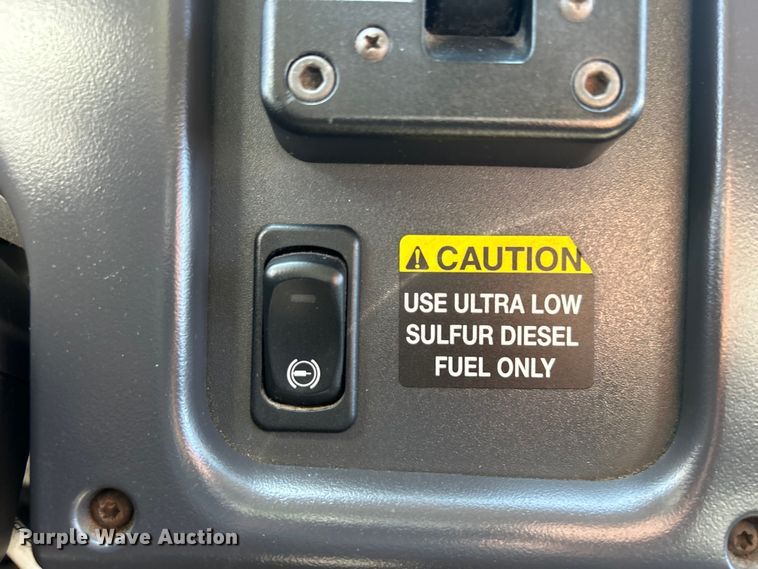 CAUTION
USE ULTRA LOW
SULFUR DIESEL
FUEL ONLY
Purple Wave Auction